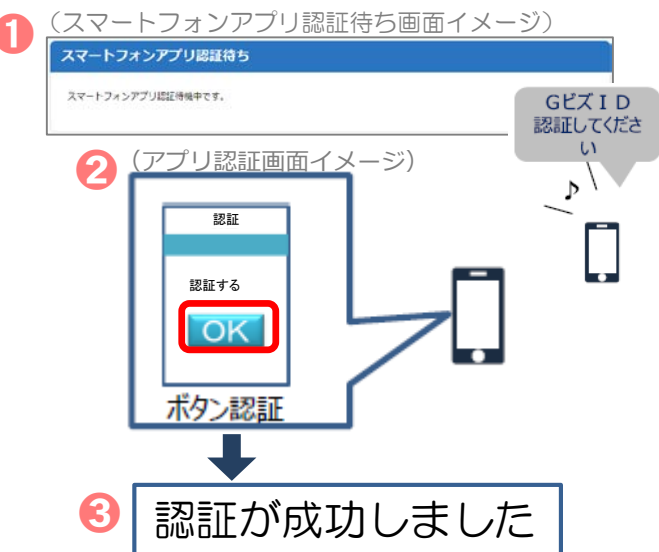 ❶ (スマートフォンアプリ認証待ち画面イメージ)
スマートフォンアプリ認証待ち
スマートフォンアプリ認証待機中です。
GビズID
認証してくださ
い
♪
❷ (アプリ認証画面イメージ)
認証
認証する
OK
ボタン認証
❸ 認証が成功しました